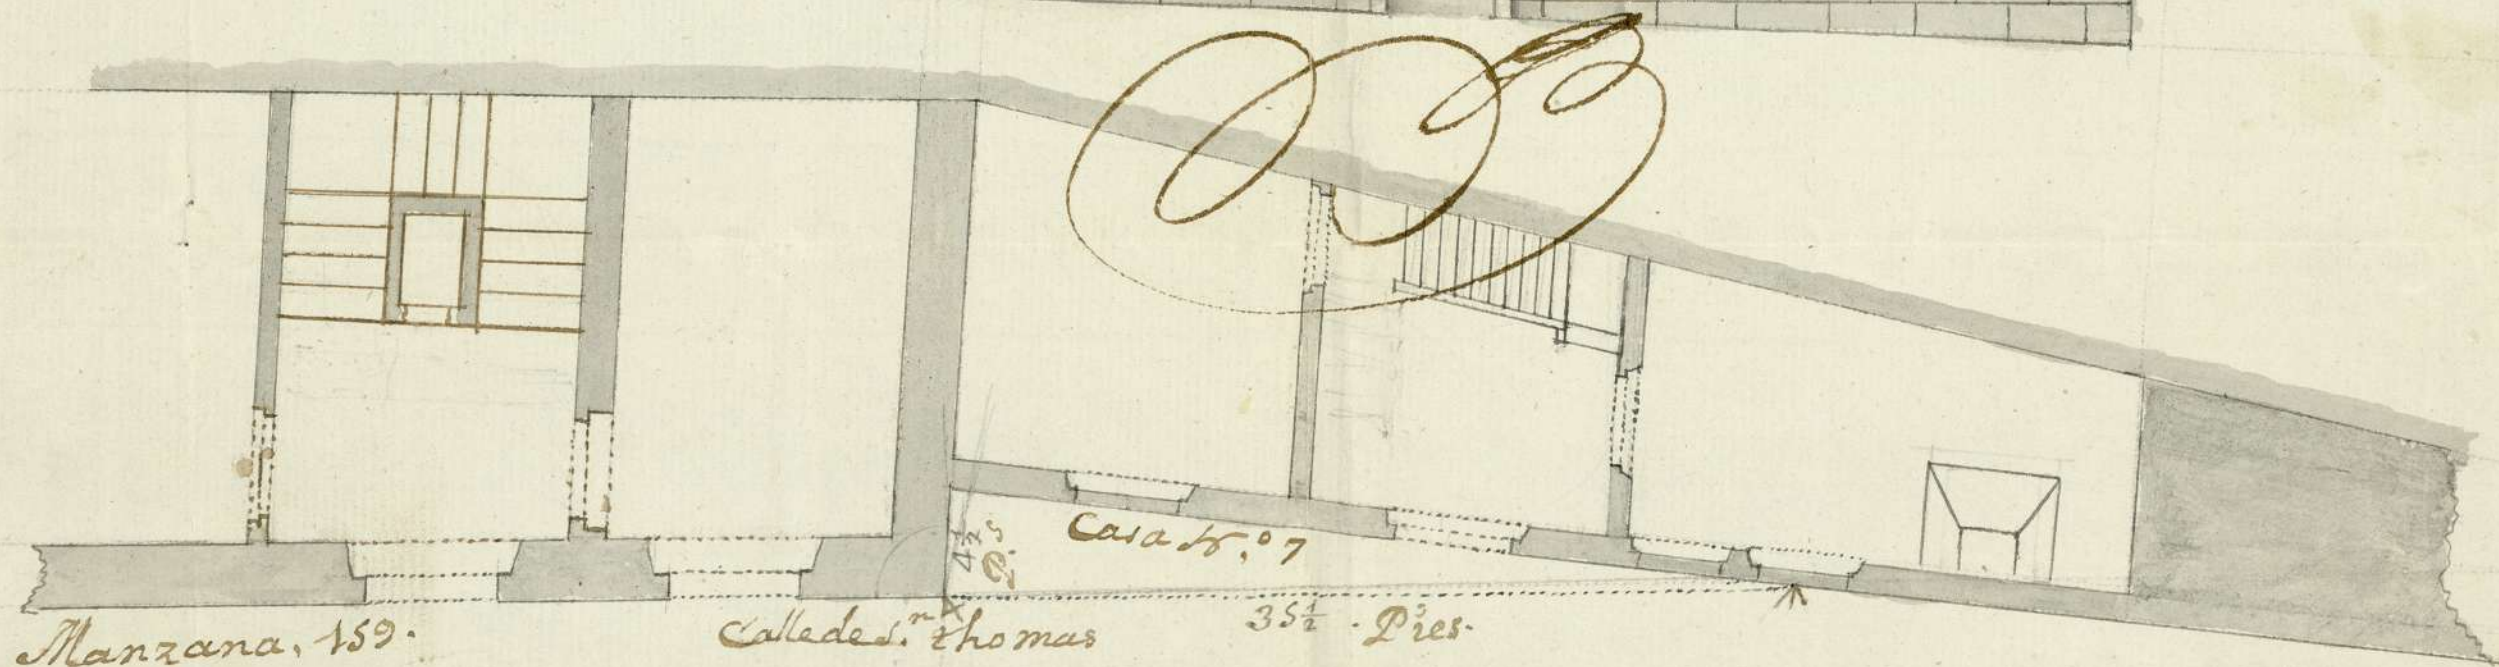 4½ P.s
Casa N.º 7
Manzana, 159.
Calle de S.n Thomas
35½ . Pies.